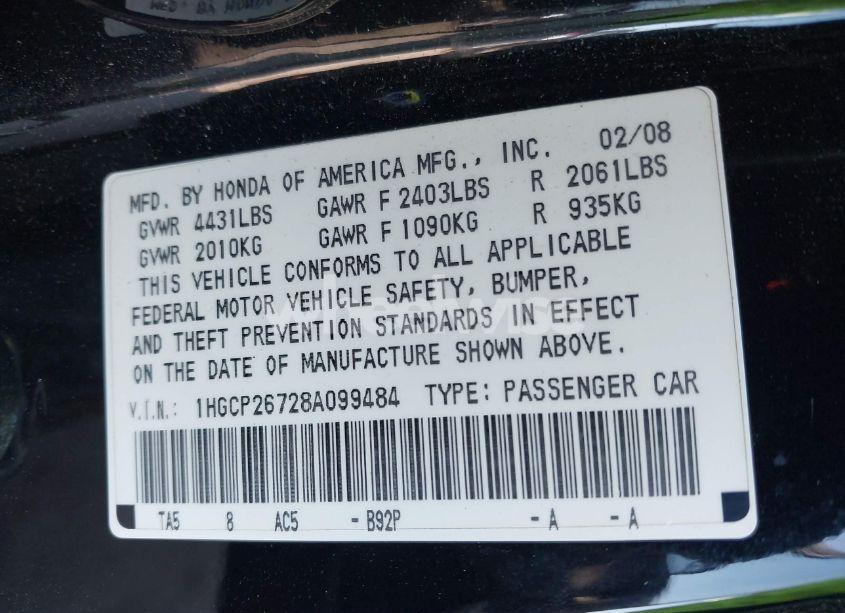 MFD. BY HONDA OF AMERICA MFG., INC. 02/08
GVWR 4431LBS GAWR F 2403LBS R 2061LBS
GVWR 2010KG GAWR F 1090KG R 935KG
THIS VEHICLE CONFORMS TO ALL APPLICABLE
FEDERAL MOTOR VEHICLE SAFETY, BUMPER,
AND THEFT PREVENTION STANDARDS IN EFFECT
ON THE DATE OF MANUFACTURE SHOWN ABOVE.
V.I.N.: 1HGCP26728A099484 TYPE: PASSENGER CAR
TA5 8 AC5 - B92P - A - A